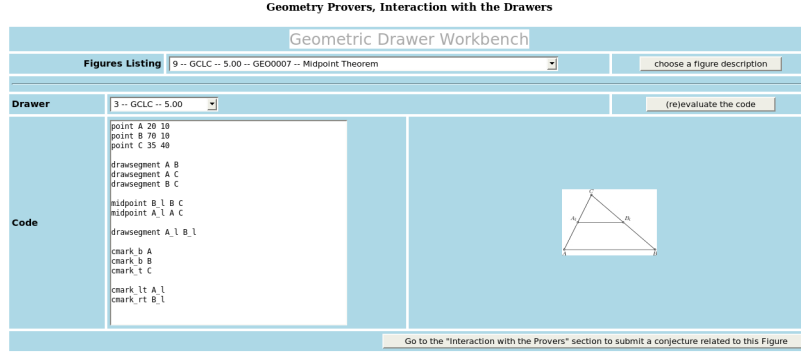 Geometry Provers, Interaction with the Drawers
Geometric Drawer Workbench
Figures Listing 9 -- GCLC -- 5.00 -- GEO0007 -- Midpoint Theorem choose a figure description
Drawer 3 -- GCLC -- 5.00 (re)evaluate the code
Code
point A 20 10
point B 70 10
point C 35 40
drawsegment A B
drawsegment A C
drawsegment B C
midpoint B_l B C
midpoint A_l A C
drawsegment A_l B_l
cmark_b A
cmark_b B
cmark_t C
cmark_lt A_l
cmark_rt B_l
C
A_l B_l
A B
Go to the "Interaction with the Provers" section to submit a conjecture related to this Figure